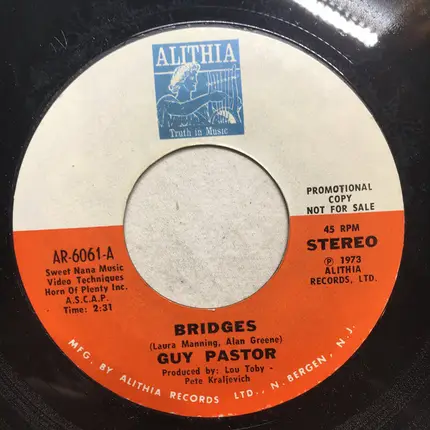 ALITHIA
Truth in Music
PROMOTIONAL
COPY
NOT FOR SALE
45 RPM
STEREO
℗ 1973
ALITHIA
RECORDS, LTD.
AR-6061-A
Sweet Nana Music
Video Techniques
Horn Of Plenty Inc.
A.S.C.A.P.
Time: 2:31
BRIDGES
(Laura Manning, Alan Greene)
GUY PASTOR
Produced by: Lou Toby -
Pete Kraljevich
MFG. BY ALITHIA RECORDS LTD., N. BERGEN, N.J.